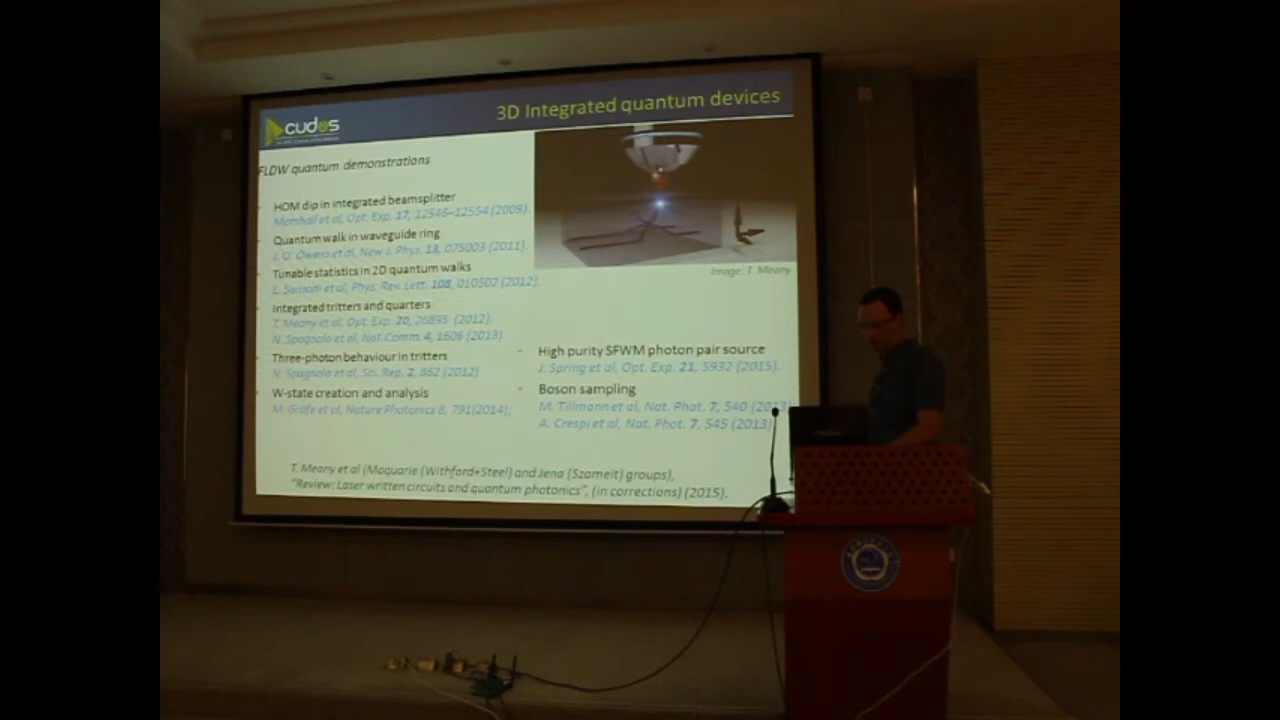 3D Integrated quantum devices
cudos
FLDW quantum demonstrations
HOM dip in integrated beamsplitter
Marshall et al, Opt. Exp. 17, 12546–12554 (2009).
Quantum walk in waveguide ring
J. O. Owens et al, New J. Phys. 13, 075003 (2011).
Tunable statistics in 2D quantum walks
L. Sansoni et al, Phys. Rev. Lett. 108, 010502 (2012).
Integrated tritters and quarters
T. Meany et al, Opt. Exp. 20, 26895 (2012).
N. Spagnolo et al, Nat Comm. 4, 1606 (2013)
Three-photon behaviour in tritters
N. Spagnolo et al, Sci. Rep. 2, 862 (2012)
W-state creation and analysis
M. Gräfe et al, Nature Photonics 8, 791(2014);
Image: T. Meany
• High purity SFWM photon pair source
J. Spring et al, Opt. Exp. 21, 5932 (2015).
• Boson sampling
M. Tillmann et al, Nat. Phot. 7, 540 (2013)
A. Crespi et al, Nat. Phot. 7, 545 (2013)
T. Meany et al (Maquarie (Withford+Steel) and Jena (Szameit) groups),
"Review: Laser written circuits and quantum photonics", (in corrections) (2015).